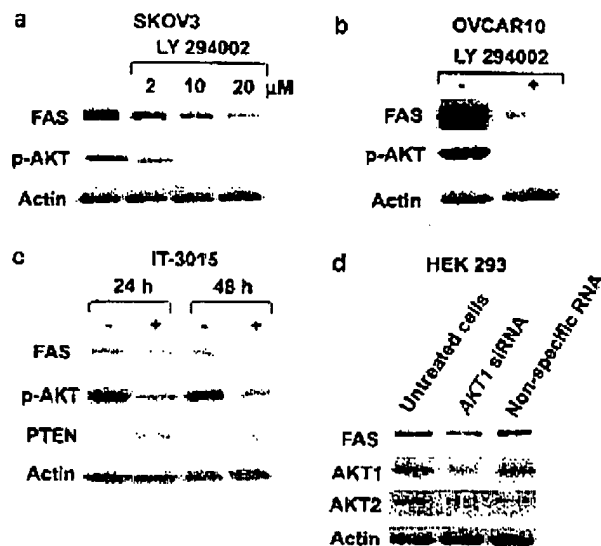 a
SKOV3
LY 294002
2 10 20 μM
FAS
p-AKT
Actin
b
OVCAR10
LY 294002
- +
FAS
p-AKT
Actin
c
IT-3015
24 h 48 h
- + - +
FAS
p-AKT
PTEN
Actin
d
HEK 293
Untreated cells
AKT1 siRNA
Non-specific RNA
FAS
AKT1
AKT2
Actin